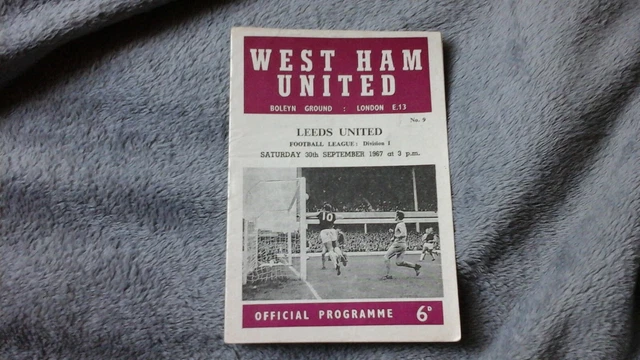 WEST HAM
UNITED
BOLEYN GROUND : LONDON E.13
No. 9
LEEDS UNITED
FOOTBALL LEAGUE: Division 1
SATURDAY 30th SEPTEMBER 1967 at 3 p.m.
10
OFFICIAL PROGRAMME 6D